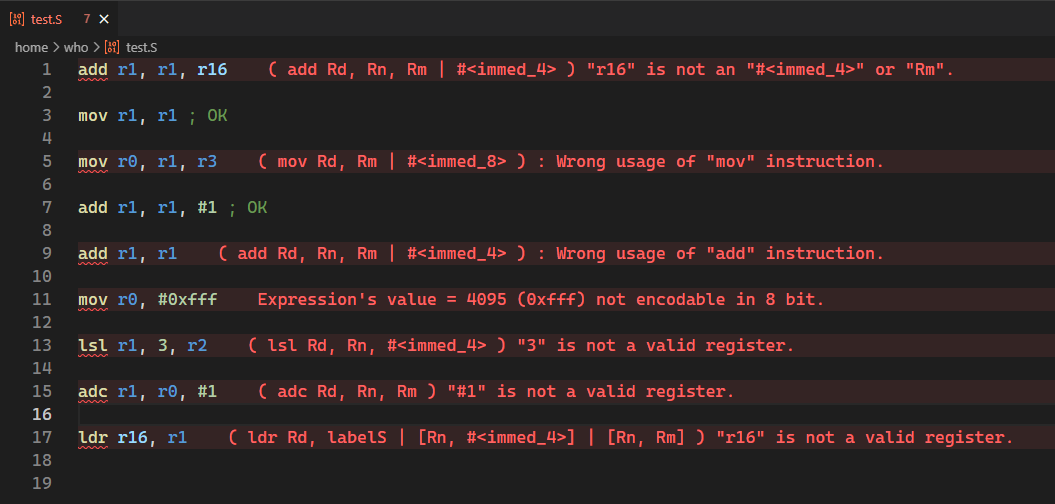 test.S 7
home > who > test.S
1 add r1, r1, r16 ( add Rd, Rn, Rm | #<immed_4> ) "r16" is not an "#<immed_4>" or "Rm".
2
3 mov r1, r1 ; OK
4
5 mov r0, r1, r3 ( mov Rd, Rm | #<immed_8> ) : Wrong usage of "mov" instruction.
6
7 add r1, r1, #1 ; OK
8
9 add r1, r1 ( add Rd, Rn, Rm | #<immed_4> ) : Wrong usage of "add" instruction.
10
11 mov r0, #0xfff Expression's value = 4095 (0xfff) not encodable in 8 bit.
12
13 lsl r1, 3, r2 ( lsl Rd, Rn, #<immed_4> ) "3" is not a valid register.
14
15 adc r1, r0, #1 ( adc Rd, Rn, Rm ) "#1" is not a valid register.
16
17 ldr r16, r1 ( ldr Rd, labelS | [Rn, #<immed_4>] | [Rn, Rm] ) "r16" is not a valid register.
18
19